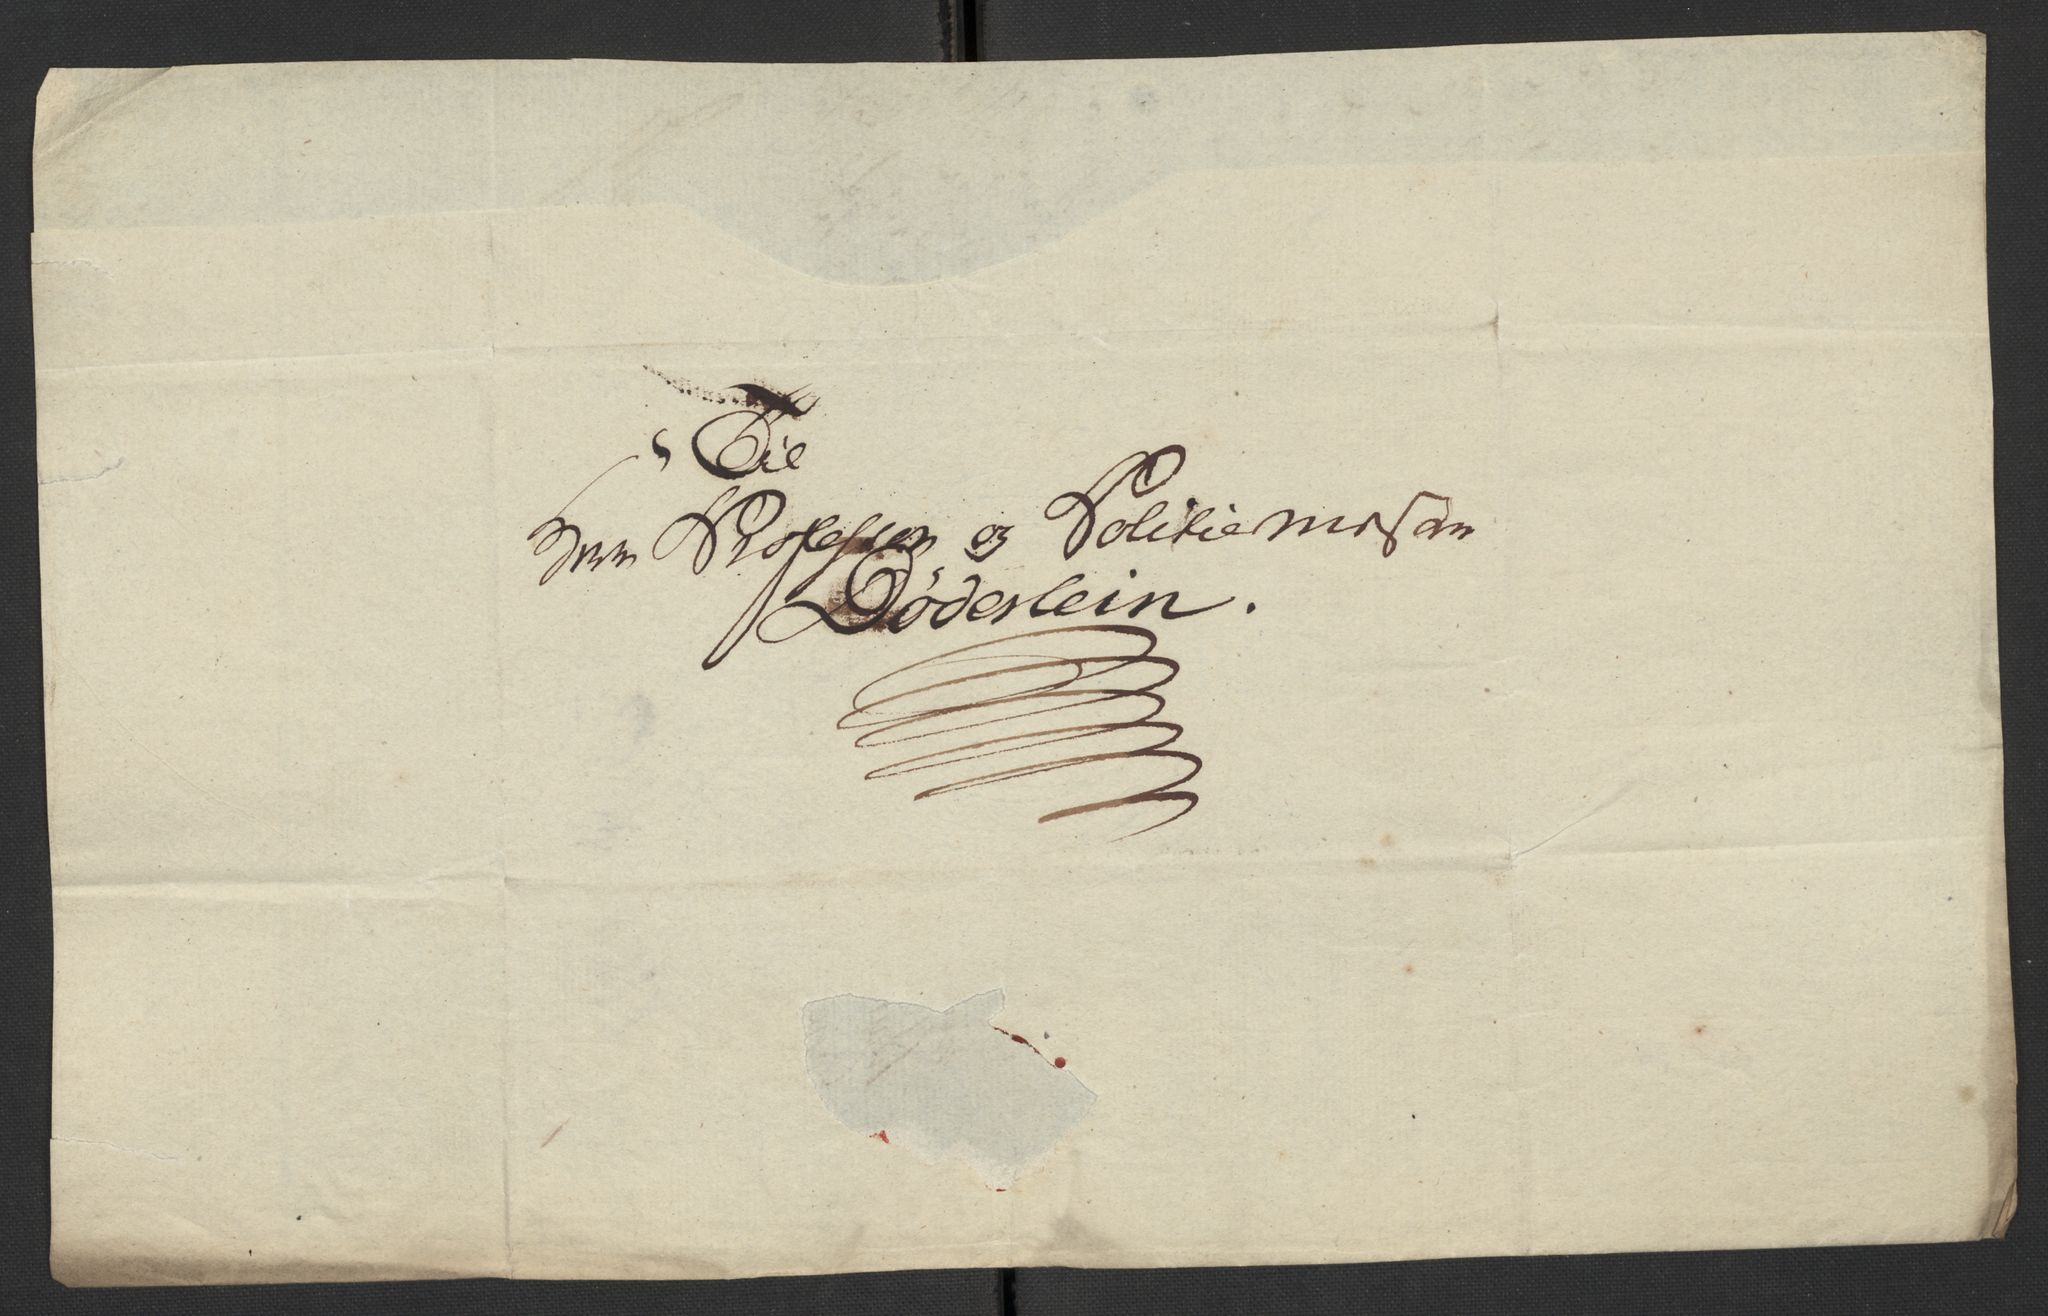 Til
Herr Professor og Politiemester
Döderlein.